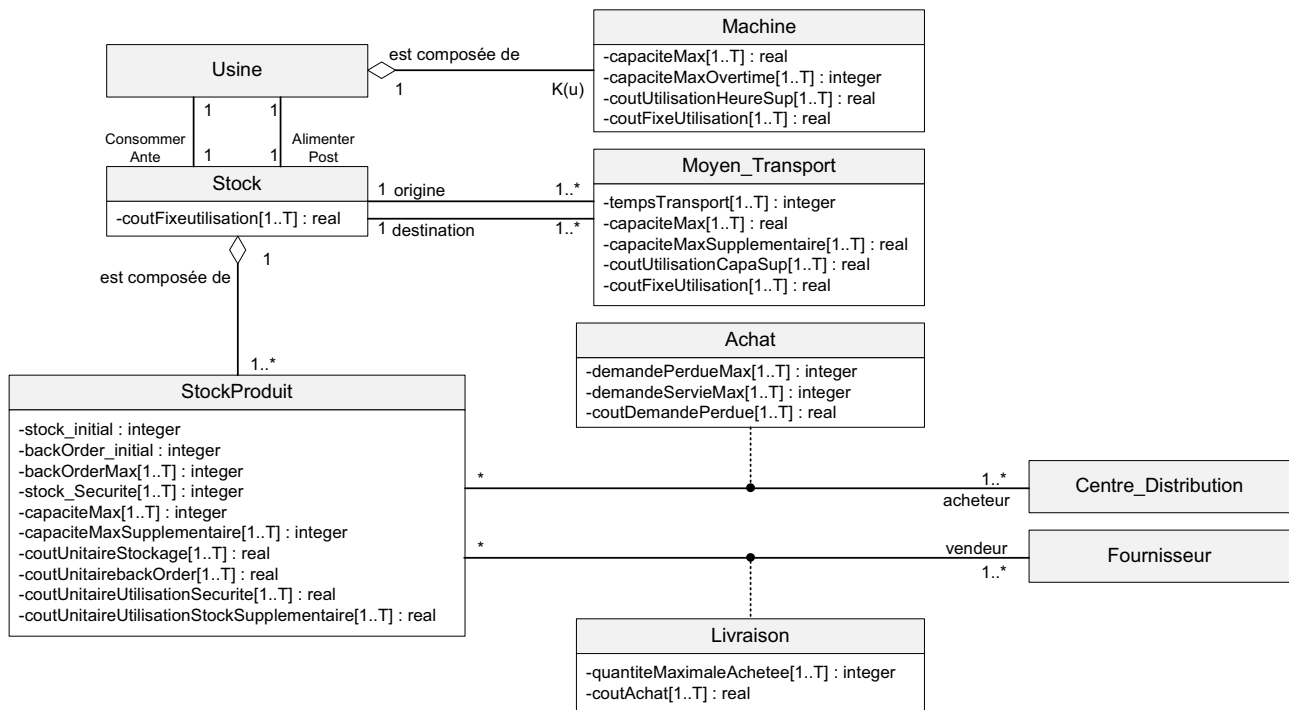 Usine
est composée de
1
K(u)
Machine
-capaciteMax[1..T] : real
-capaciteMaxOvertime[1..T] : integer
-coutUtilisationHeureSup[1..T] : real
-coutFixeUtilisation[1..T] : real
1
1
Consommer
Ante
Alimenter
Post
1
1
Stock
-coutFixeutilisation[1..T] : real
1 origine
1..*
1 destination
1..*
Moyen_Transport
-tempsTransport[1..T] : integer
-capaciteMax[1..T] : real
-capaciteMaxSupplementaire[1..T] : real
-coutUtilisationCapaSup[1..T] : real
-coutFixeUtilisation[1..T] : real
1
est composée de
1..*
Achat
-demandePerdueMax[1..T] : integer
-demandeServieMax[1..T] : integer
-coutDemandePerdue[1..T] : real
StockProduit
-stock_initial : integer
-backOrder_initial : integer
-backOrderMax[1..T] : integer
-stock_Securite[1..T] : integer
-capaciteMax[1..T] : integer
-capaciteMaxSupplementaire[1..T] : integer
-coutUnitaireStockage[1..T] : real
-coutUnitairebackOrder[1..T] : real
-coutUnitaireUtilisationSecurite[1..T] : real
-coutUnitaireUtilisationStockSupplementaire[1..T] : real
*
1..*
acheteur
Centre_Distribution
*
vendeur
1..*
Fournisseur
Livraison
-quantiteMaximaleAchetee[1..T] : integer
-coutAchat[1..T] : real